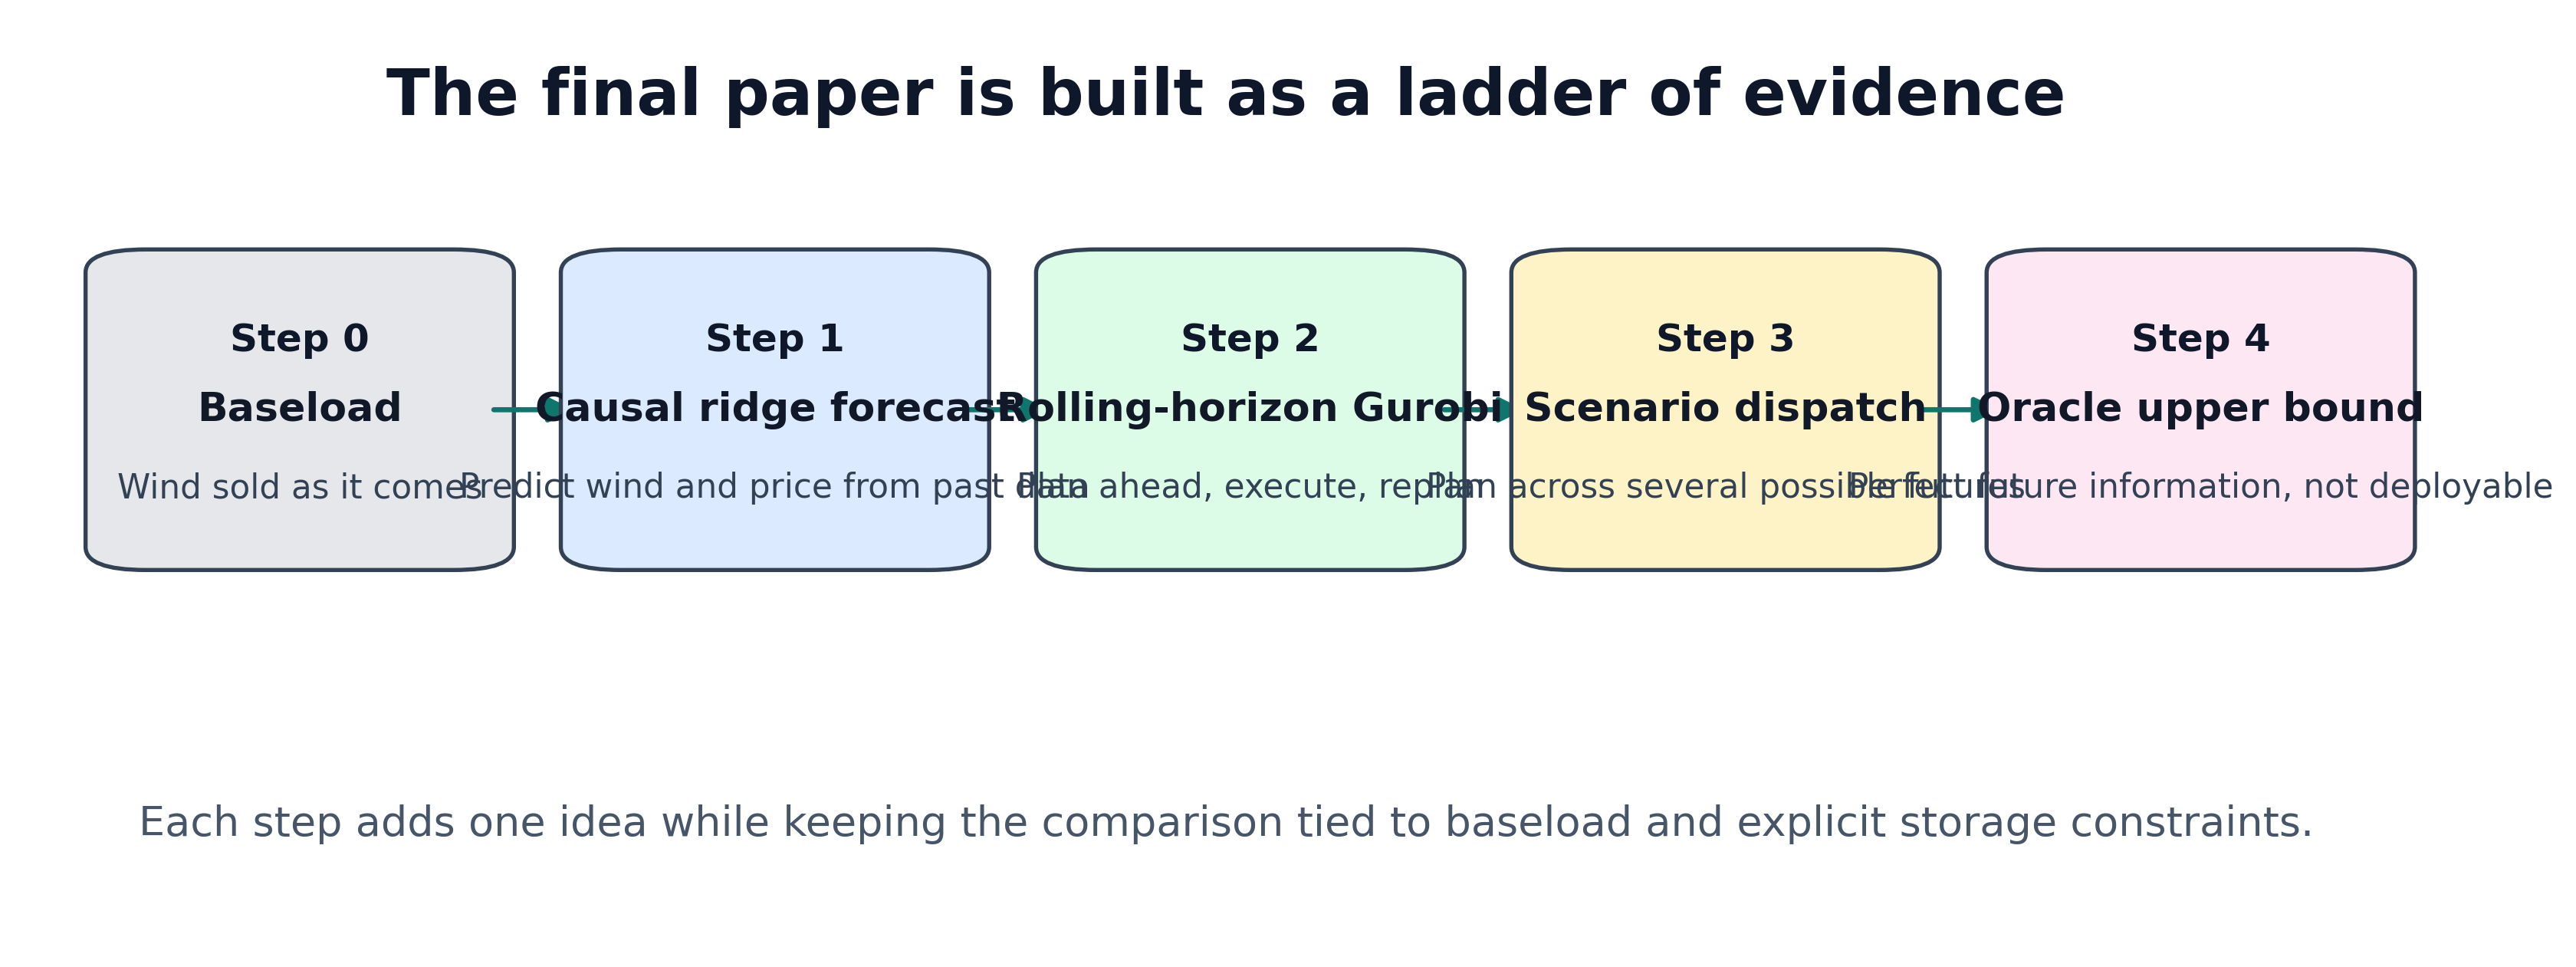 The final paper is built as a ladder of evidence
Step 0
Baseload
Wind sold as it comes
Step 1
Causal ridge forecast
Predict wind and price from past data
Step 2
Rolling-horizon Gurobi
Plan ahead, execute, replan
Step 3
Scenario dispatch
Plan across several possible futures
Step 4
Oracle upper bound
Perfect future information, not deployable
Each step adds one idea while keeping the comparison tied to baseload and explicit storage constraints.